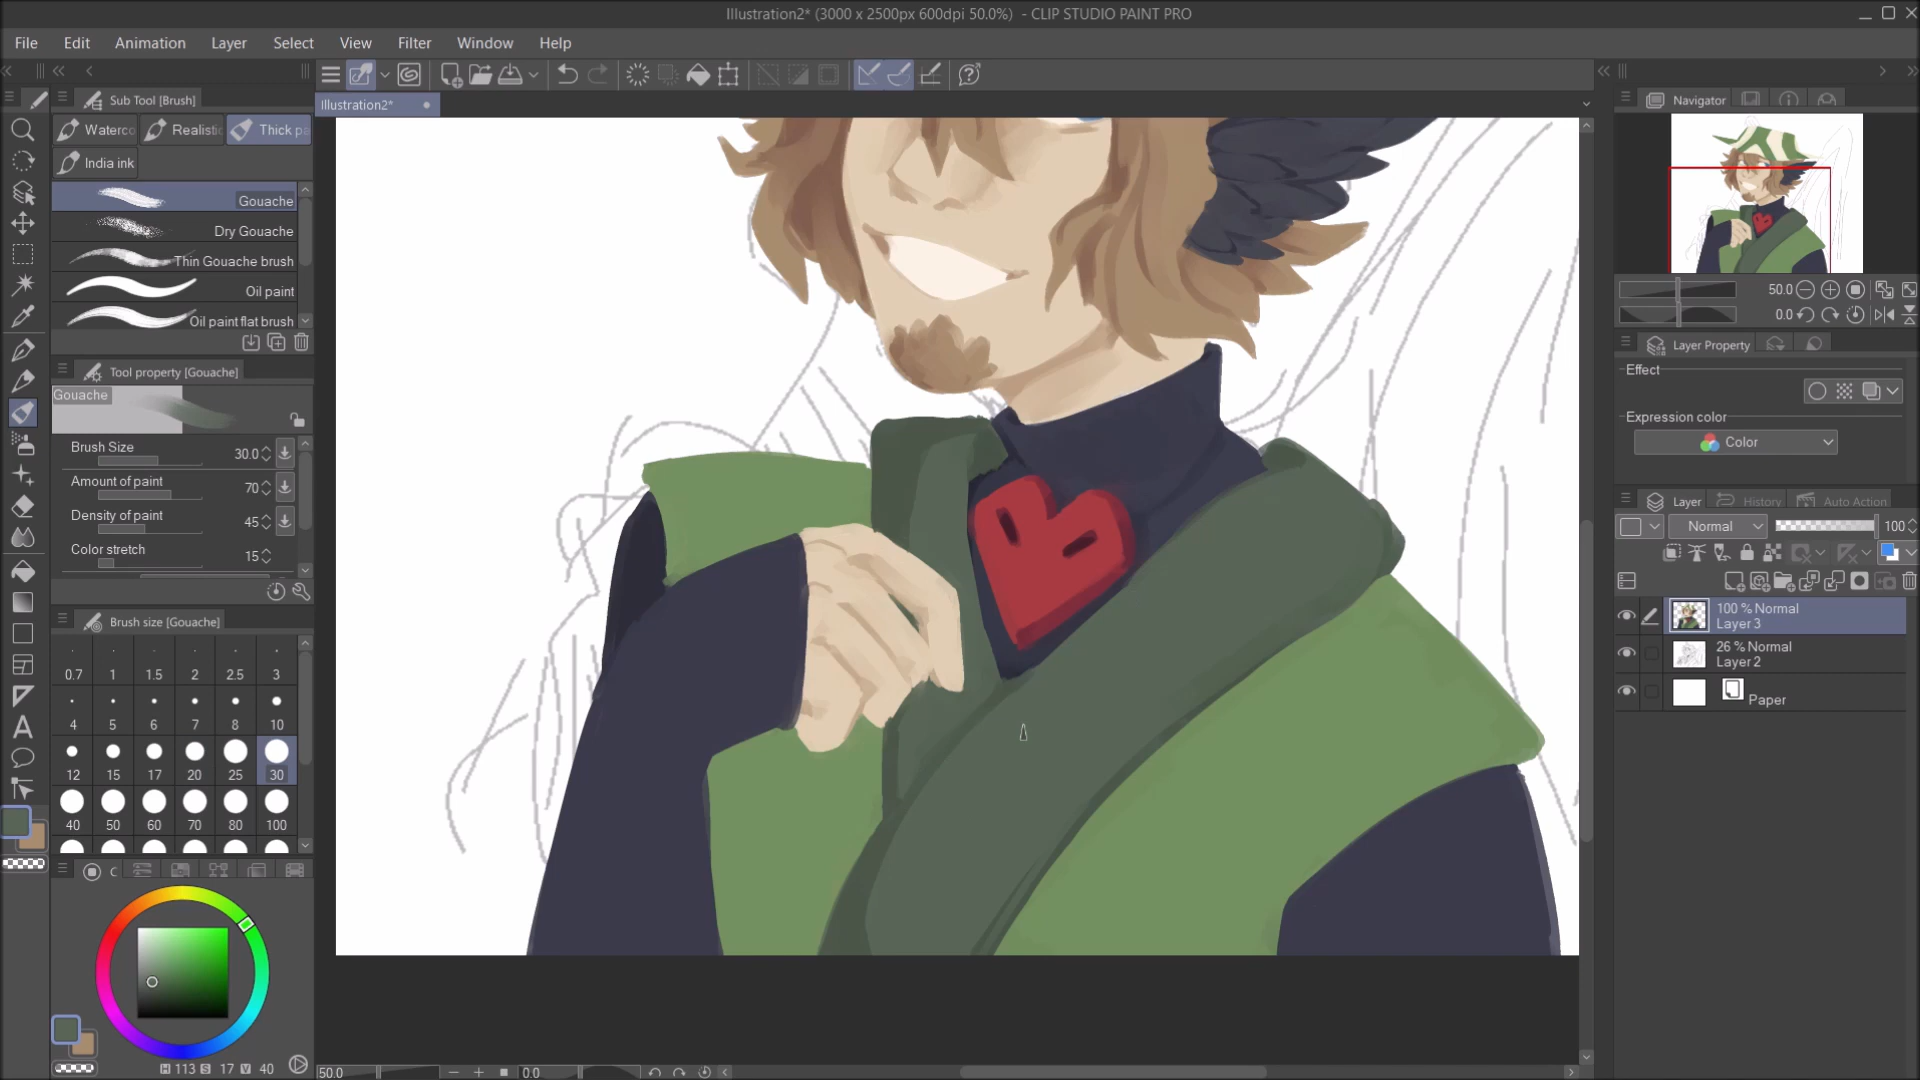 Illustration2* (3000 x 2500px 600dpi 50.0%)  - CLIP STUDIO PAINT PRO
File Edit Animation Layer Select View Filter Window Help
Sub Tool [Brush]
Illustration2*
Navigator
Waterco Realistic Thick pa
India ink
Gouache
Dry Gouache
Thin Gouache brush
Oil paint
Oil paint flat brush
Tool property [Gouache]
Gouache
Brush Size 30.0
Amount of paint 70
Density of paint 45
Color stretch 15
Brush size [Gouache]
0.7 1 1.5 2 2.5 3
4 5 6 7 8 10
12 15 17 20 25 30
40 50 60 70 80 100
C
H 113 S 17 V 40
50.0 0.0
50.0
0.0
Layer Property
Effect
Expression color
Color
Layer History Auto Action
Normal 100
100 % Normal
Layer 3
26 % Normal
Layer 2
Paper